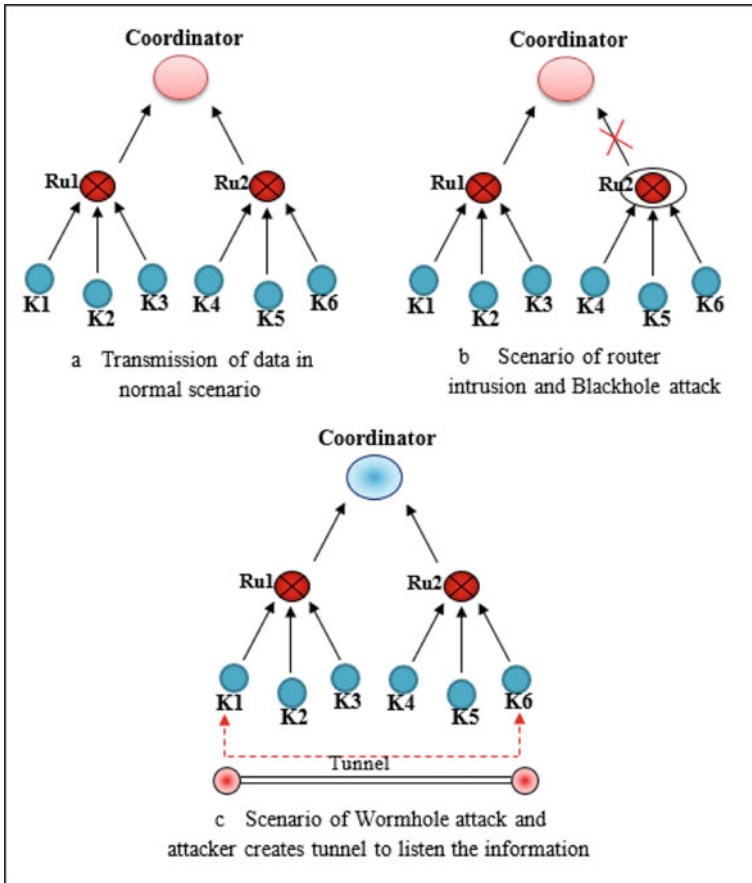 Coordinator
Ru1
Ru2
K1
K2
K3
K4
K5
K6
a Transmission of data in
normal scenario
Coordinator
Ru1
Ru2
K1
K2
K3
K4
K5
K6
b Scenario of router
intrusion and Blackhole attack
Coordinator
Ru1
Ru2
K1
K2
K3
K4
K5
K6
Tunnel
c Scenario of Wormhole attack and
attacker creates tunnel to listen the information